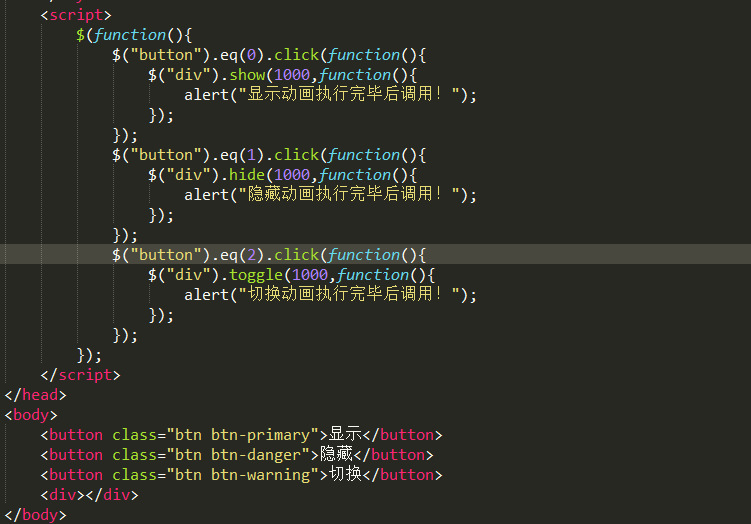 <script>
$(function(){
$("button").eq(0).click(function(){
$("div").show(1000,function(){
alert("显示动画执行完毕后调用！");
});
});
$("button").eq(1).click(function(){
$("div").hide(1000,function(){
alert("隐藏动画执行完毕后调用！");
});
});
$("button").eq(2).click(function(){
$("div").toggle(1000,function(){
alert("切换动画执行完毕后调用！");
});
});
});
</script>
</head>
<body>
<button class="btn btn-primary">显示</button>
<button class="btn btn-danger">隐藏</button>
<button class="btn btn-warning">切换</button>
<div></div>
</body>